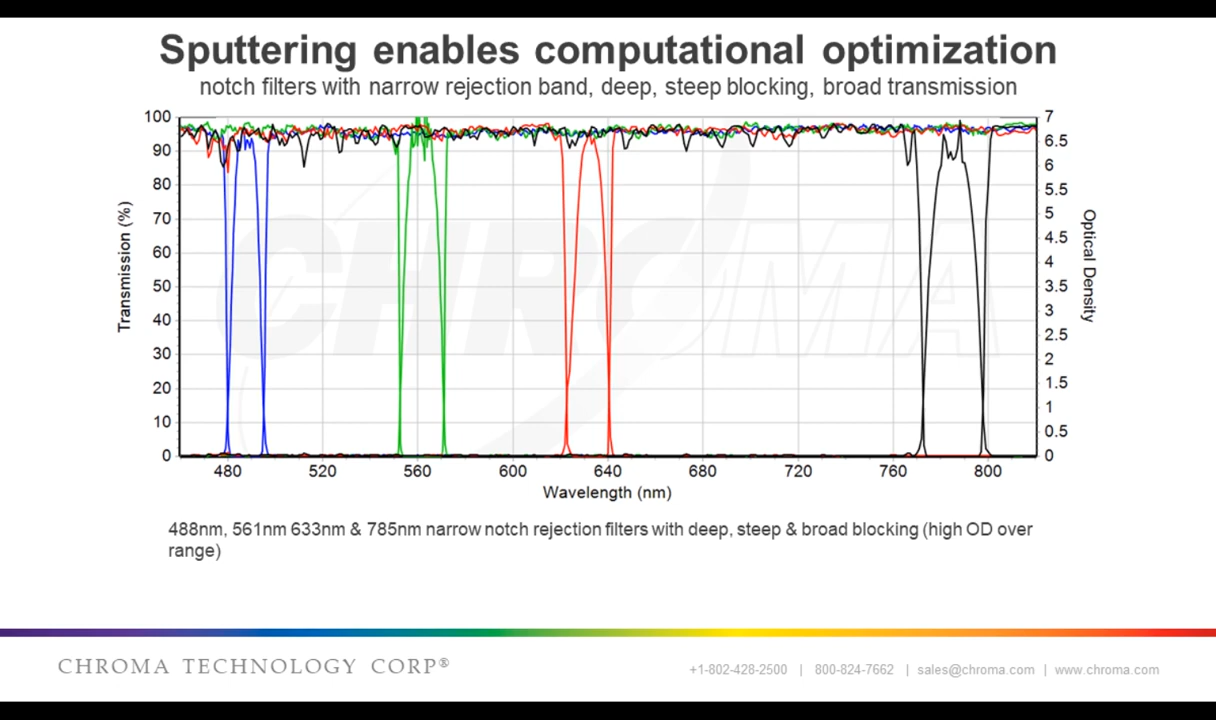 Sputtering enables computational optimization
notch filters with narrow rejection band, deep, steep blocking, broad transmission
100
90
80
70
60
50
40
30
20
10
0
Transmission (%)
7
6.5
6
5.5
5
4.5
4
3.5
3
2.5
2
1.5
1
0.5
0
Optical Density
CHROMA
480 520 560 600 640 680 720 760 800
Wavelength (nm)
488nm, 561nm 633nm & 785nm narrow notch rejection filters with deep, steep & broad blocking (high OD over
range)
CHROMA TECHNOLOGY CORP®
+1-802-428-2500 | 800-824-7662 | sales@chroma.com | www.chroma.com